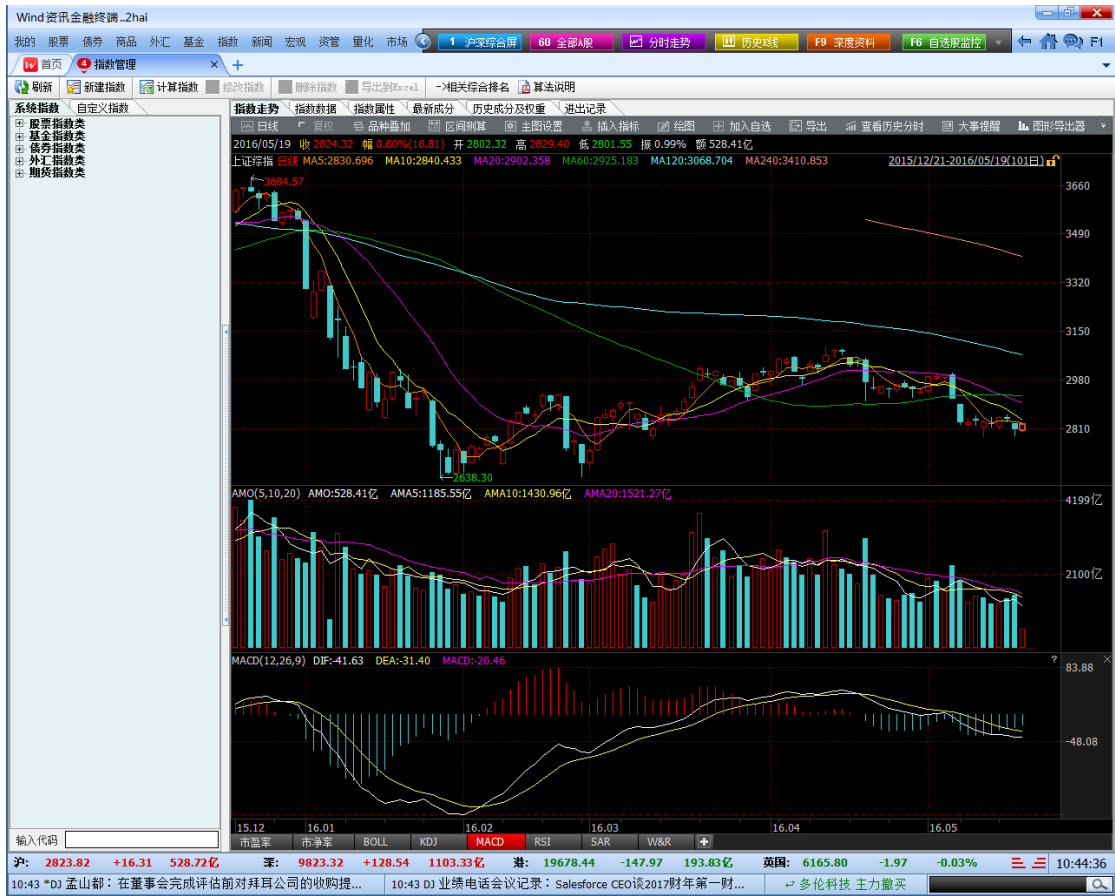 Wind资讯金融终端..2hai
我的 股票 债券 商品 外汇 基金 指数 新闻 宏观 资管 量化 市场 1 沪深综合屏 60 全部A股 分时走势 历史K线 F9 深度资料 F6 自选股监控 F1
首页 4 指数管理 × +
刷新 新建指数 计算指数 修改指数 删除指数 导出到Excel ->相关综合排名 算法说明
系统指数 自定义指数
股票指数类
基金指数类
债券指数类
外汇指数类
期货指数类
指数走势 指数数据 指数属性 最新成分 历史成分及权重 进出记录
日线 复权 品种叠加 区间测算 主图设置 插入指标 绘图 加入自选 导出 查看历史分时 大事提醒 图形导出器
2016/05/19 收 2824.32 幅 0.60%(16.81) 开 2802.32 高 2829.40 低 2801.55 振 0.99% 额 528.41亿
上证综指 日线 MA5:2830.696 MA10:2840.433 MA20:2902.358 MA60:2925.183 MA120:3068.704 MA240:3410.853 2015/12/21-2016/05/19(101日)
3684.57
3660
3490
3320
3150
2980
2810
2638.30
AMO(5,10,20) AMO:528.41亿 AMA5:1185.55亿 AMA10:1430.96亿 AMA20:1521.27亿
4199亿
2100亿
MACD(12,26,9) DIF:-41.63 DEA:-31.40 MACD:-20.46 ? ×
83.88
-48.08
15.12 16.01 16.02 16.03 16.04 16.05
市盈率 市净率 BOLL KDJ MACD RSI SAR W&R +
输入代码
沪: 2823.82 +16.31 528.72亿 深: 9823.32 +128.54 1103.33亿 港: 19678.44 -147.97 193.83亿 英国: 6165.80 -1.97 -0.03% 10:44:36
10:43 *DJ 孟山都：在董事会完成评估前对拜耳公司的收购提... 10:43 DJ 业绩电话会议记录：Salesforce CEO谈2017财年第一财... 多伦科技 主力撤买